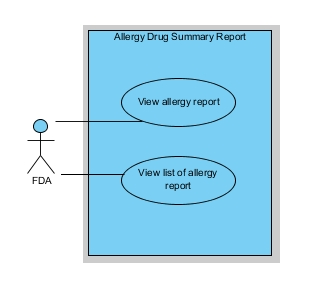 Allergy Drug Summary Report
View allergy report
View list of allergy
report
FDA